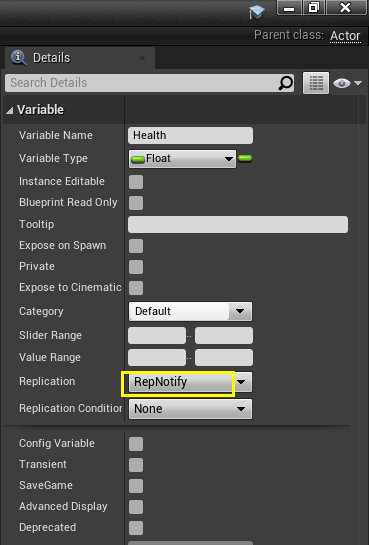 Parent class: Actor
Details
Search Details
Variable
Variable Name Health
Variable Type Float
Instance Editable
Blueprint Read Only
Tooltip
Expose on Spawn
Private
Expose to Cinematic
Category Default
Slider Range ..
Value Range ..
Replication RepNotify
Replication Condition None
Config Variable
Transient
SaveGame
Advanced Display
Deprecated